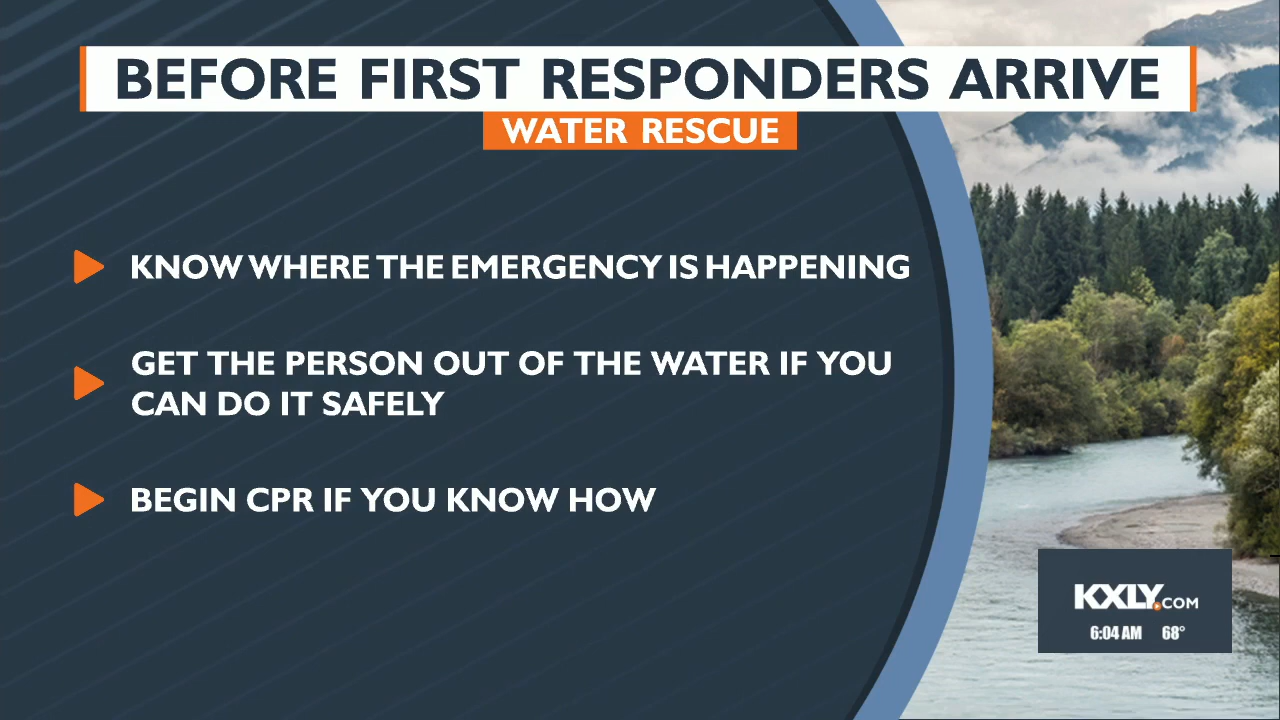 BEFORE FIRST RESPONDERS ARRIVE
WATER RESCUE
KNOW WHERE THE EMERGENCY IS HAPPENING
GET THE PERSON OUT OF THE WATER IF YOU
CAN DO IT SAFELY
BEGIN CPR IF YOU KNOW HOW
KXLY.COM
6:04 AM 68°